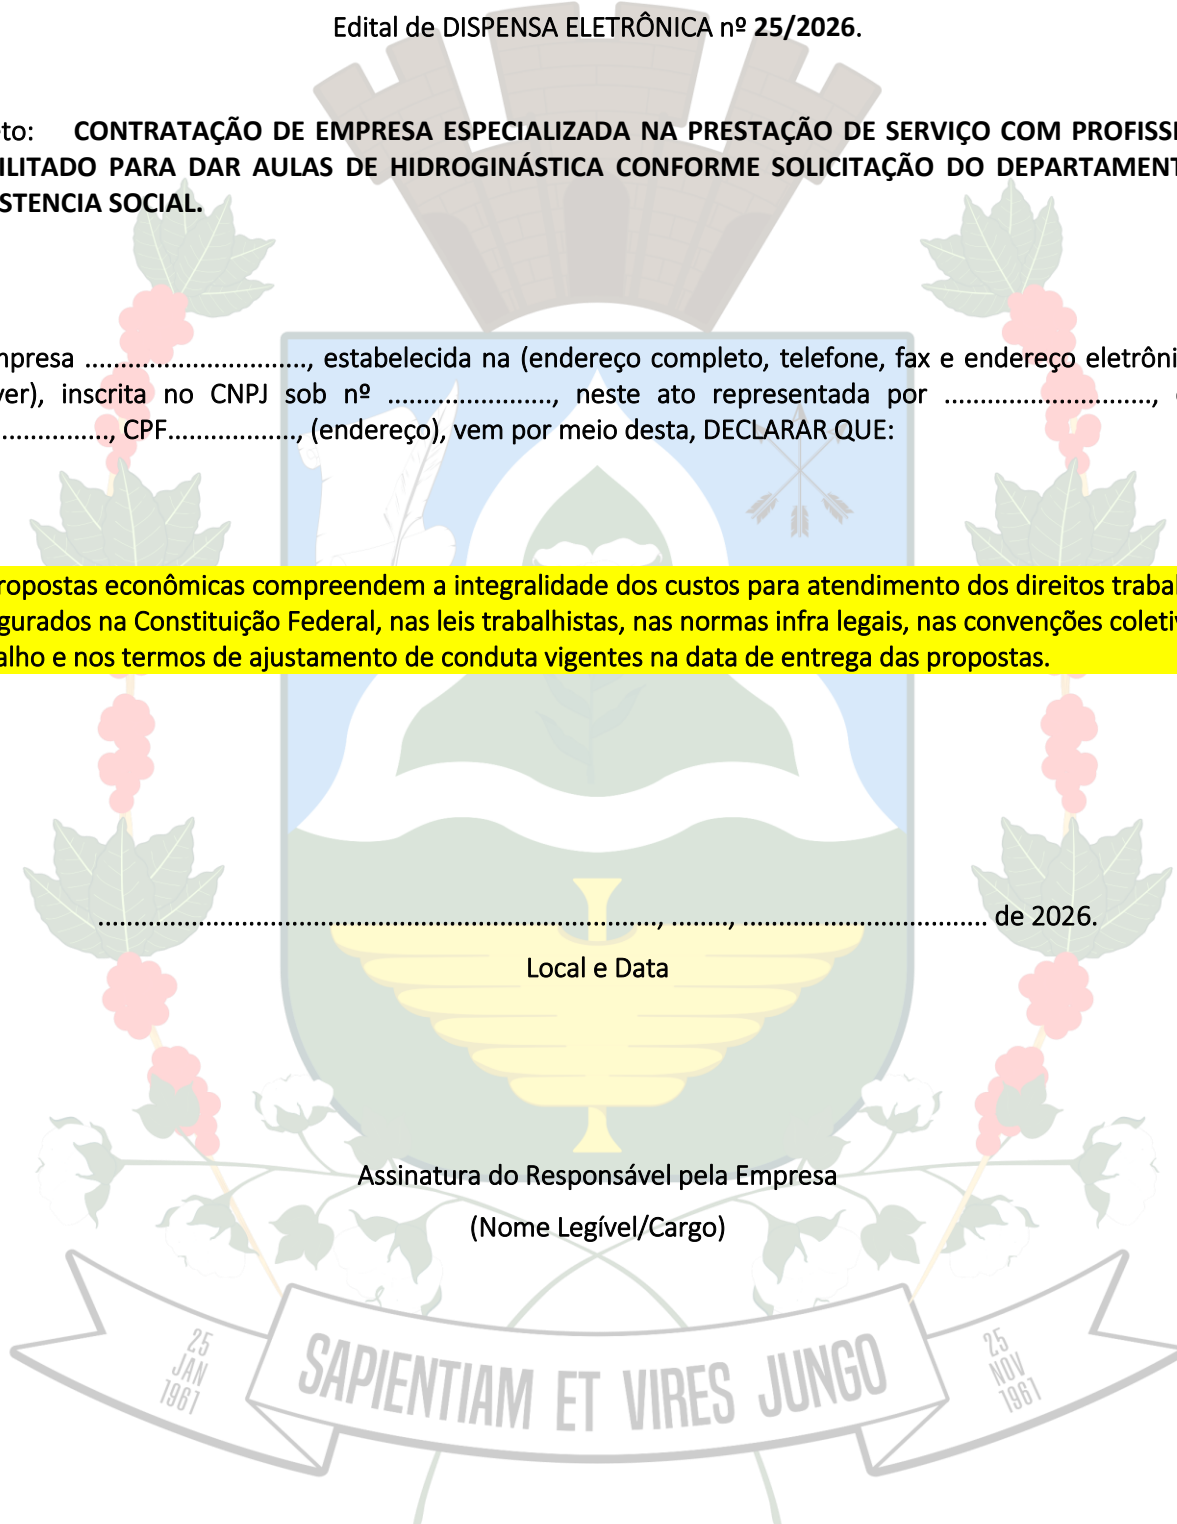 Edital de DISPENSA ELETRÔNICA nº 25/2026.
eto: CONTRATAÇÃO DE EMPRESA ESPECIALIZADA NA PRESTAÇÃO DE SERVIÇO COM PROFISSI
ILITADO PARA DAR AULAS DE HIDROGINÁSTICA CONFORME SOLICITAÇÃO DO DEPARTAMENT
STENCIA SOCIAL.
npresa ..............................., estabelecida na (endereço completo, telefone, fax e endereço eletrôni
ver), inscrita no CNPJ sob nº ......................., neste ato representada por ............................,
..............., CPF.................., (endereço), vem por meio desta, DECLARAR QUE:
ropostas econômicas compreendem a integralidade dos custos para atendimento dos direitos trabal
gurados na Constituição Federal, nas leis trabalhistas, nas normas infra legais, nas convenções coletiv
alho e nos termos de ajustamento de conduta vigentes na data de entrega das propostas.
.............................................................................., ........, .................................. de 2026.
Local e Data
Assinatura do Responsável pela Empresa
(Nome Legível/Cargo)
25 JAN 1961
SAPIENTIAM ET VIRES JUNGO
25 NOV 1961